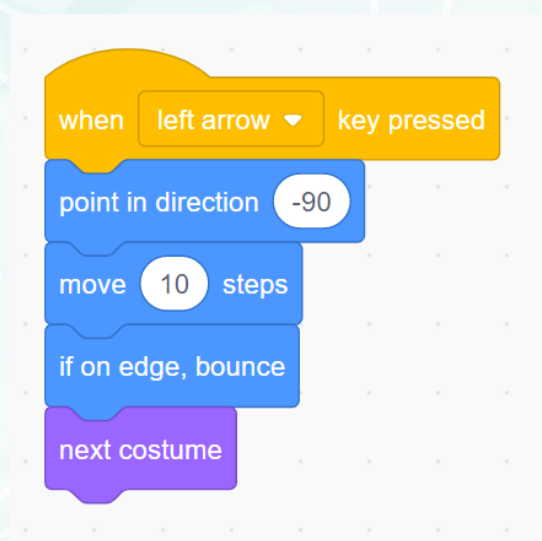 when left arrow key pressed
point in direction -90
move 10 steps
if on edge, bounce
next costume